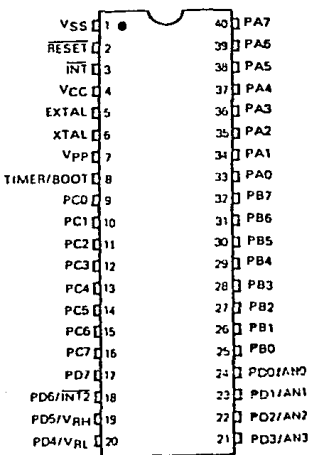 VSS 1 40 PA7
RESET 2 39 PA6
INT 3 38 PA5
VCC 4 37 PA4
EXTAL 5 36 PA3
XTAL 6 35 PA2
VPP 7 34 PA1
TIMER/BOOT 8 33 PA0
PC0 9 32 PB7
PC1 10 31 PB6
PC2 11 30 PB5
PC3 12 29 PB4
PC4 13 28 PB3
PC5 14 27 PB2
PC6 15 26 PB1
PC7 16 25 PB0
PD7 17 24 PD0/AN0
PD6/INT2 18 23 PD1/AN1
PD5/VRH 19 22 PD2/AN2
PD4/VRL 20 21 PD3/AN3